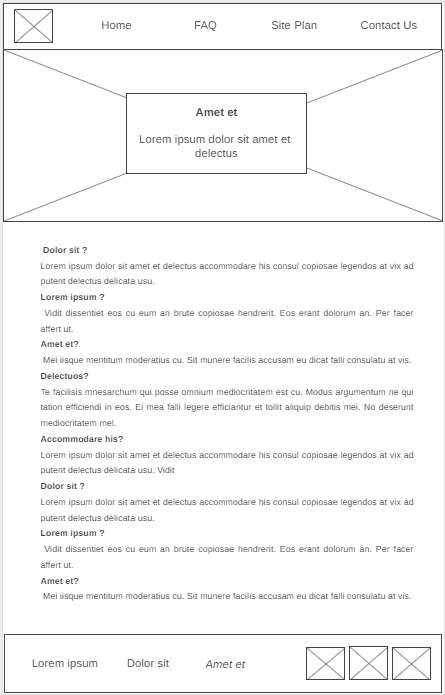 Home FAQ Site Plan Contact Us
Amet et
Lorem ipsum dolor sit amet et
delectus
Dolor sit ?
Lorem ipsum dolor sit amet et delectus accommodare his consul copiosae legendos at vix ad
putent delectus delicata usu.
Lorem ipsum ?
Vidit dissentiet eos cu eum an brute copiosae hendrerit. Eos erant dolorum an. Per facer
affert ut.
Amet et?
Mei iisque mentitum moderatius cu. Sit munere facilis accusam eu dicat falli consulatu at vis.
Delectuos?
Te facilisis mnesarchum qui posse omnium mediocritatem est cu. Modus argumentum ne qui
tation efficiendi in eos. Ei mea falli legere efficiantur et tollit aliquip debitis mei. No deserunt
mediocritatem mel.
Accommodare his?
Lorem ipsum dolor sit amet et delectus accommodare his consul copiosae legendos at vix ad
putent delectus delicata usu. Vidit
Dolor sit ?
Lorem ipsum dolor sit amet et delectus accommodare his consul copiosae legendos at vix ad
putent delectus delicata usu.
Lorem ipsum ?
Vidit dissentiet eos cu eum an brute copiosae hendrerit. Eos erant dolorum an. Per facer
affert ut.
Amet et?
Mei iisque mentitum moderatius cu. Sit munere facilis accusam eu dicat falli consulatu at vis.
Lorem ipsum Dolor sit Amet et